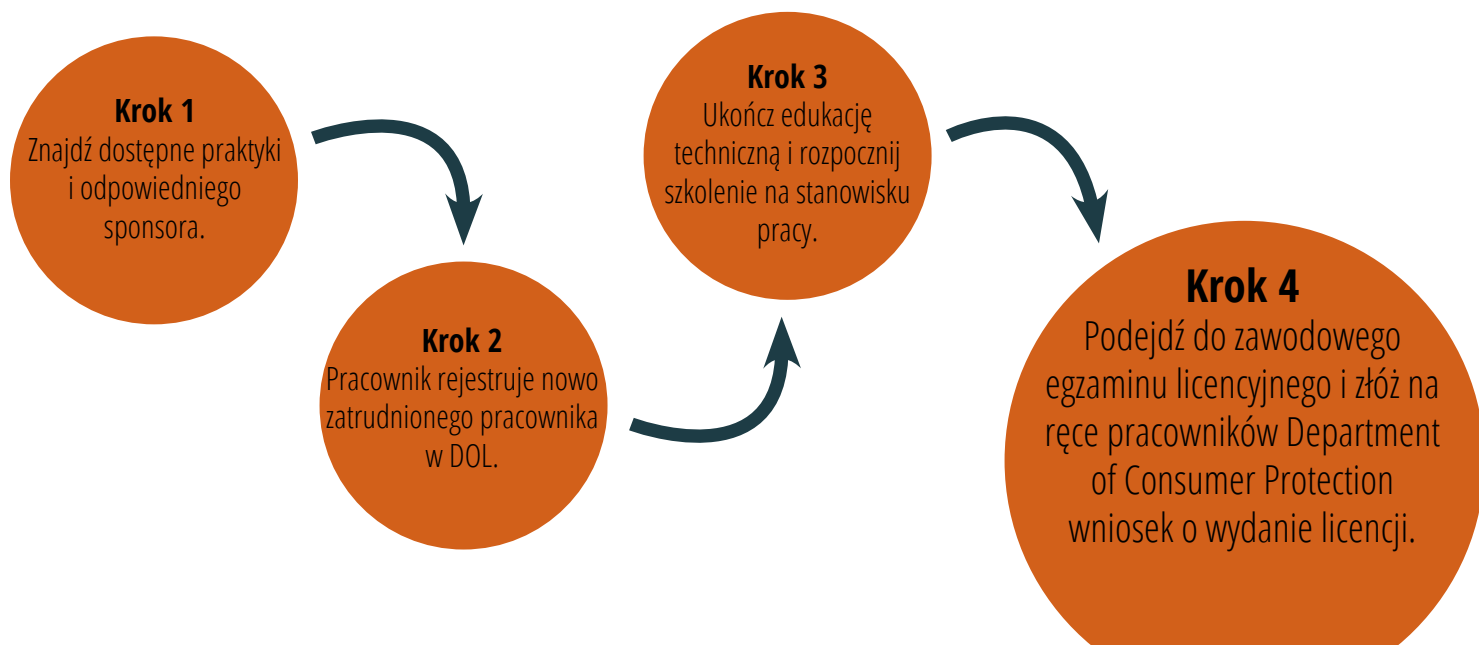 Krok 1
Znajdź dostępne praktyki
i odpowiedniego
sponsora.
Krok 2
Pracownik rejestruje nowo
zatrudnionego pracownika
w DOL.
Krok 3
Ukończ edukację
techniczną i rozpocznij
szkolenie na stanowisku
pracy.
Krok 4
Podejdź do zawodowego
egzaminu licencyjnego i złóż na
ręce pracowników Department
of Consumer Protection
wniosek o wydanie licencji.